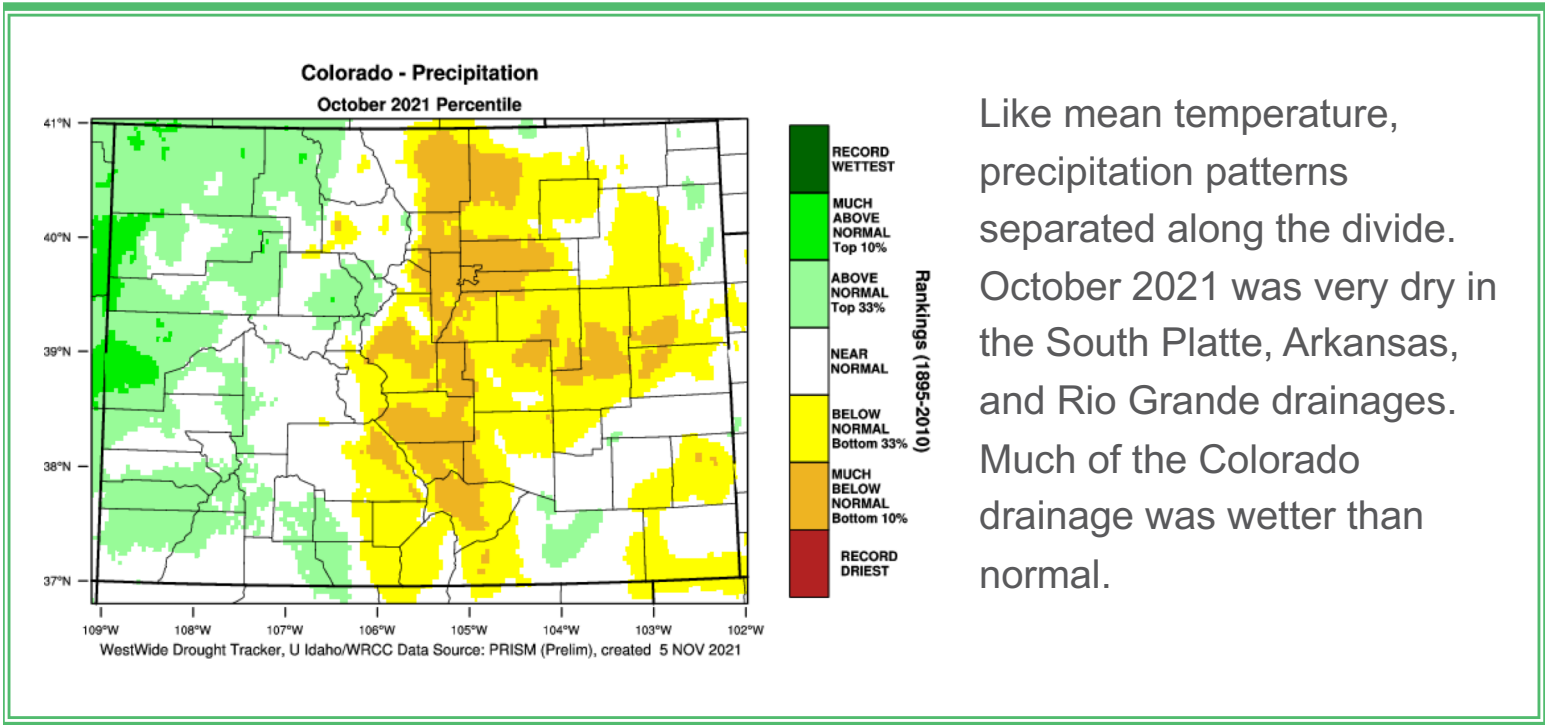 Colorado - Precipitation
October 2021 Percentile
41°N
40°N
39°N
38°N
37°N
109°W 108°W 107°W 106°W 105°W 104°W 103°W 102°W
WestWide Drought Tracker, U Idaho/WRCC Data Source: PRISM (Prelim), created 5 NOV 2021
RECORD
WETTEST
MUCH
ABOVE
NORMAL
Top 10%
ABOVE
NORMAL
Top 33%
NEAR
NORMAL
BELOW
NORMAL
Bottom 33%
MUCH
BELOW
NORMAL
Bottom 10%
RECORD
DRIEST
Rankings (1895-2010)
Like mean temperature,
precipitation patterns
separated along the divide.
October 2021 was very dry in
the South Platte, Arkansas,
and Rio Grande drainages.
Much of the Colorado
drainage was wetter than
normal.